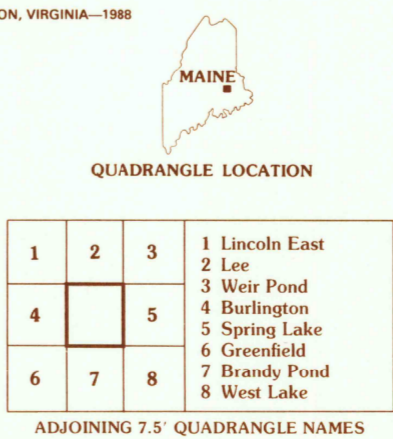 ON, VIRGINIA—1988
MAINE
QUADRANGLE LOCATION
1 2 3
4 5
6 7 8
1 Lincoln East
2 Lee
3 Weir Pond
4 Burlington
5 Spring Lake
6 Greenfield
7 Brandy Pond
8 West Lake
ADJOINING 7.5′ QUADRANGLE NAMES